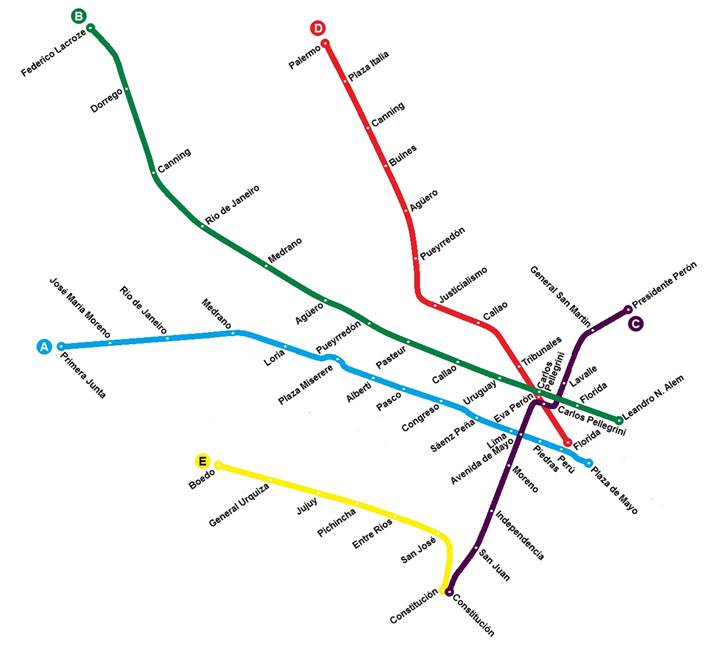 B
Federico Lacroze
Dorrego
Canning
Rio de Janeiro
Medrano
Agüero
Pueyrredón
Pasteur
Callao
Uruguay
Carlos
Pellegrini
Florida
Leandro N. Alem
D
Palermo
Plaza Italia
Canning
Bulnes
Agüero
Pueyrredón
Justicialismo
Callao
Tribunales
Eva Perón
Florida
C
Presidente Perón
General San Martín
Lavalle
Carlos Pellegrini
Avenida de Mayo
Moreno
Independencia
San Juan
Constitución
A
Primera Junta
José María Moreno
Rio de Janeiro
Medrano
Loria
Plaza Miserere
Alberti
Pasco
Congreso
Sáenz Peña
Lima
Piedras
Perú
Plaza de Mayo
E
Boedo
General Urquiza
Jujuy
Pichincha
Entre Rios
San José
Constitución